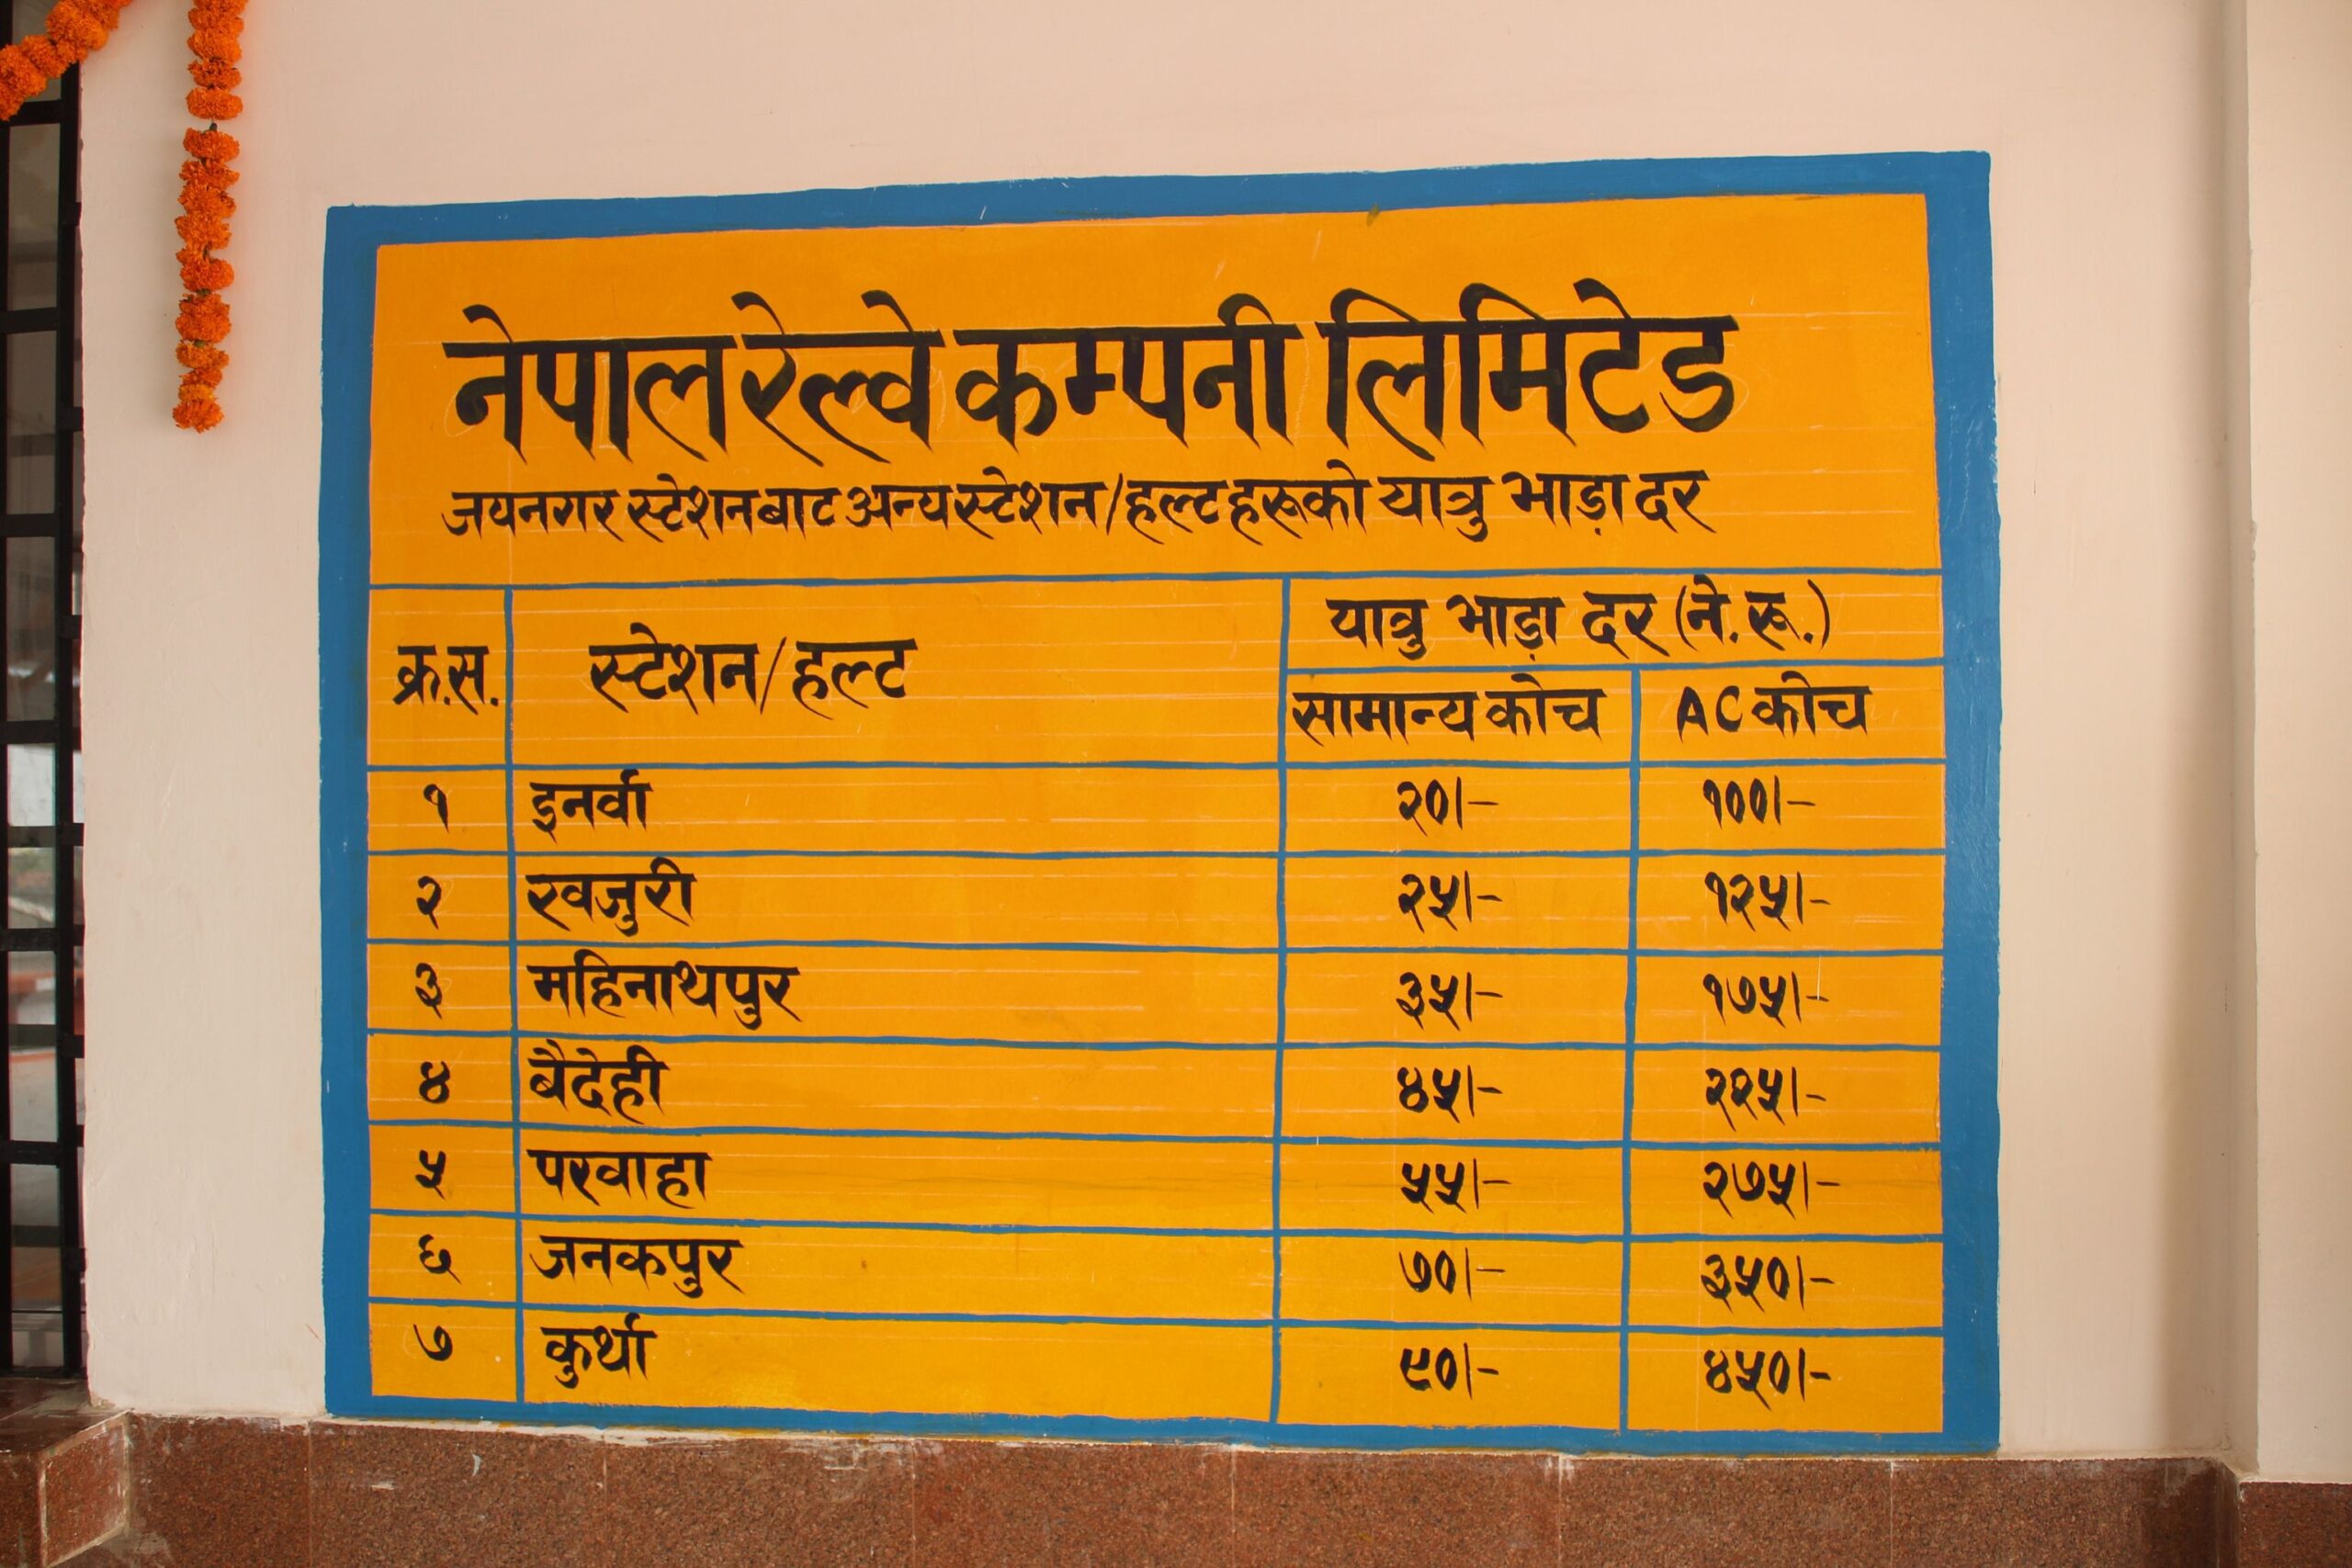 नेपाल रेल्वे कम्पनी लिमिटेड
जयनगर स्टेशनबाट अन्य स्टेशन/हल्टहरूको यात्रु भाड़ा दर
क्र.स. स्टेशन/हल्ट यात्रु भाड़ा दर (ने.रू.)
सामान्य कोच AC कोच
१ इनर्वा २०/- १००/-
२ खजुरी २५/- १२५/-
३ महिनाथपुर ३५/- १७५/-
४ बैदेही ४५/- २२५/-
५ परवाहा ५५/- २७५/-
६ जनकपुर ७०/- ३५०/-
७ कुर्था ९०/- ४५०/-